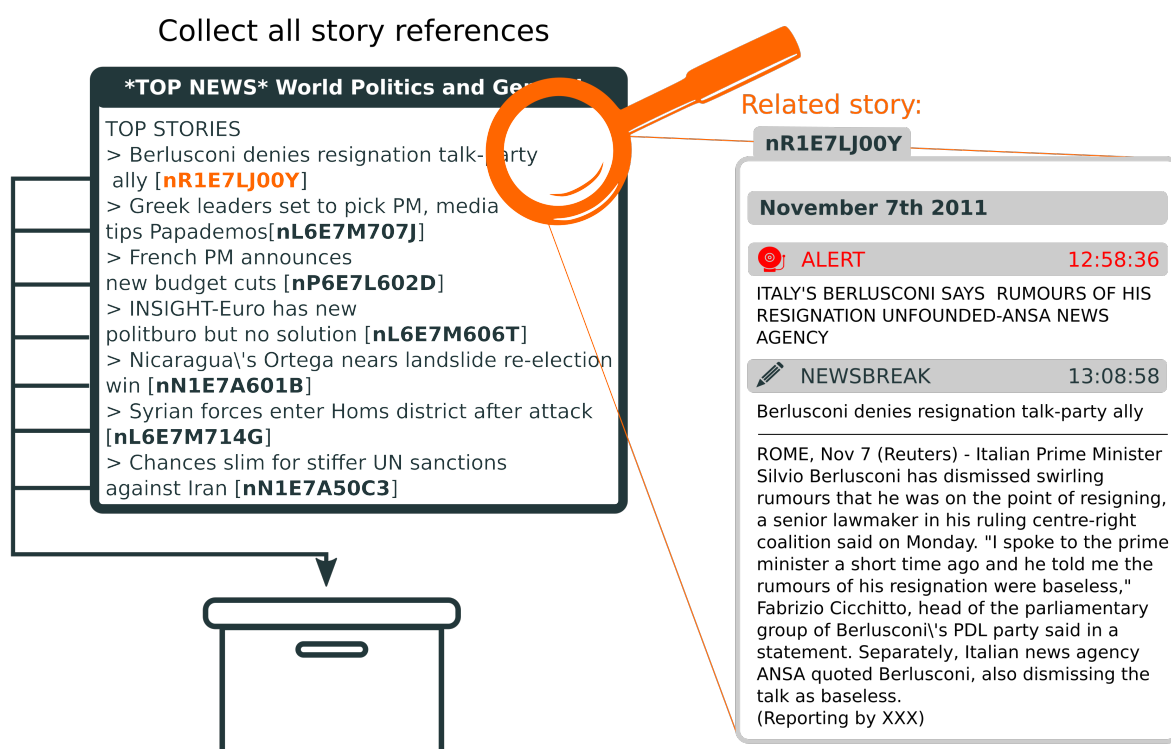 Collect all story references
*TOP NEWS* World Politics and
TOP STORIES
> Berlusconi denies resignation talk-party
ally [nR1E7LJ00Y]
> Greek leaders set to pick PM, media
tips Papademos[nL6E7M707J]
> French PM announces
new budget cuts [nP6E7L602D]
> INSIGHT-Euro has new
politburo but no solution [nL6E7M606T]
> Nicaragua\'s Ortega nears landslide re-election
win [nN1E7A601B]
> Syrian forces enter Homs district after attack
[nL6E7M714G]
> Chances slim for stiffer UN sanctions
against Iran [nN1E7A50C3]
Related story:
nR1E7LJ00Y
November 7th 2011
ALERT 12:58:36
ITALY'S BERLUSCONI SAYS  RUMOURS OF HIS
RESIGNATION UNFOUNDED-ANSA NEWS
AGENCY
NEWSBREAK 13:08:58
Berlusconi denies resignation talk-party ally
ROME, Nov 7 (Reuters) - Italian Prime Minister
Silvio Berlusconi has dismissed swirling
rumours that he was on the point of resigning,
a senior lawmaker in his ruling centre-right
coalition said on Monday. "I spoke to the prime
minister a short time ago and he told me the
rumours of his resignation were baseless,"
Fabrizio Cicchitto, head of the parliamentary
group of Berlusconi\'s PDL party said in a
statement. Separately, Italian news agency
ANSA quoted Berlusconi, also dismissing the
talk as baseless.
(Reporting by XXX)